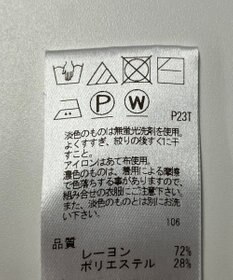 P
W
P23T
淡色のものは無蛍光洗剤を使用。
よくすすぎ、絞りの後すぐに干
すこと。
アイロンはあて布使用。
濃色のものは、着用による摩擦
で色落ちする事がありますので、
組み合せの衣服にご注意下さい。
また、淡色のものとは別にお洗
い下さい。
106
品質
レーヨン 72%
ポリエステル 28%